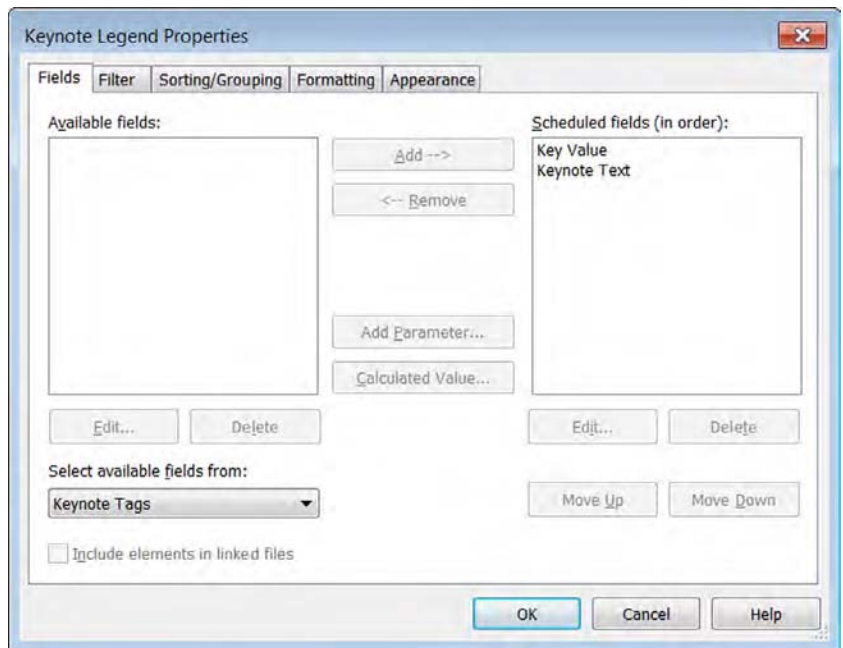 Keynote Legend Properties
Fields Filter Sorting/Grouping Formatting Appearance
Available fields:
Scheduled fields (in order):
Add -->
Key Value
Keynote Text
<-- Remove
Add Parameter...
Calculated Value...
Edit... Delete
Edit... Delete
Select available fields from:
Keynote Tags
Move Up Move Down
Include elements in linked files
OK Cancel Help